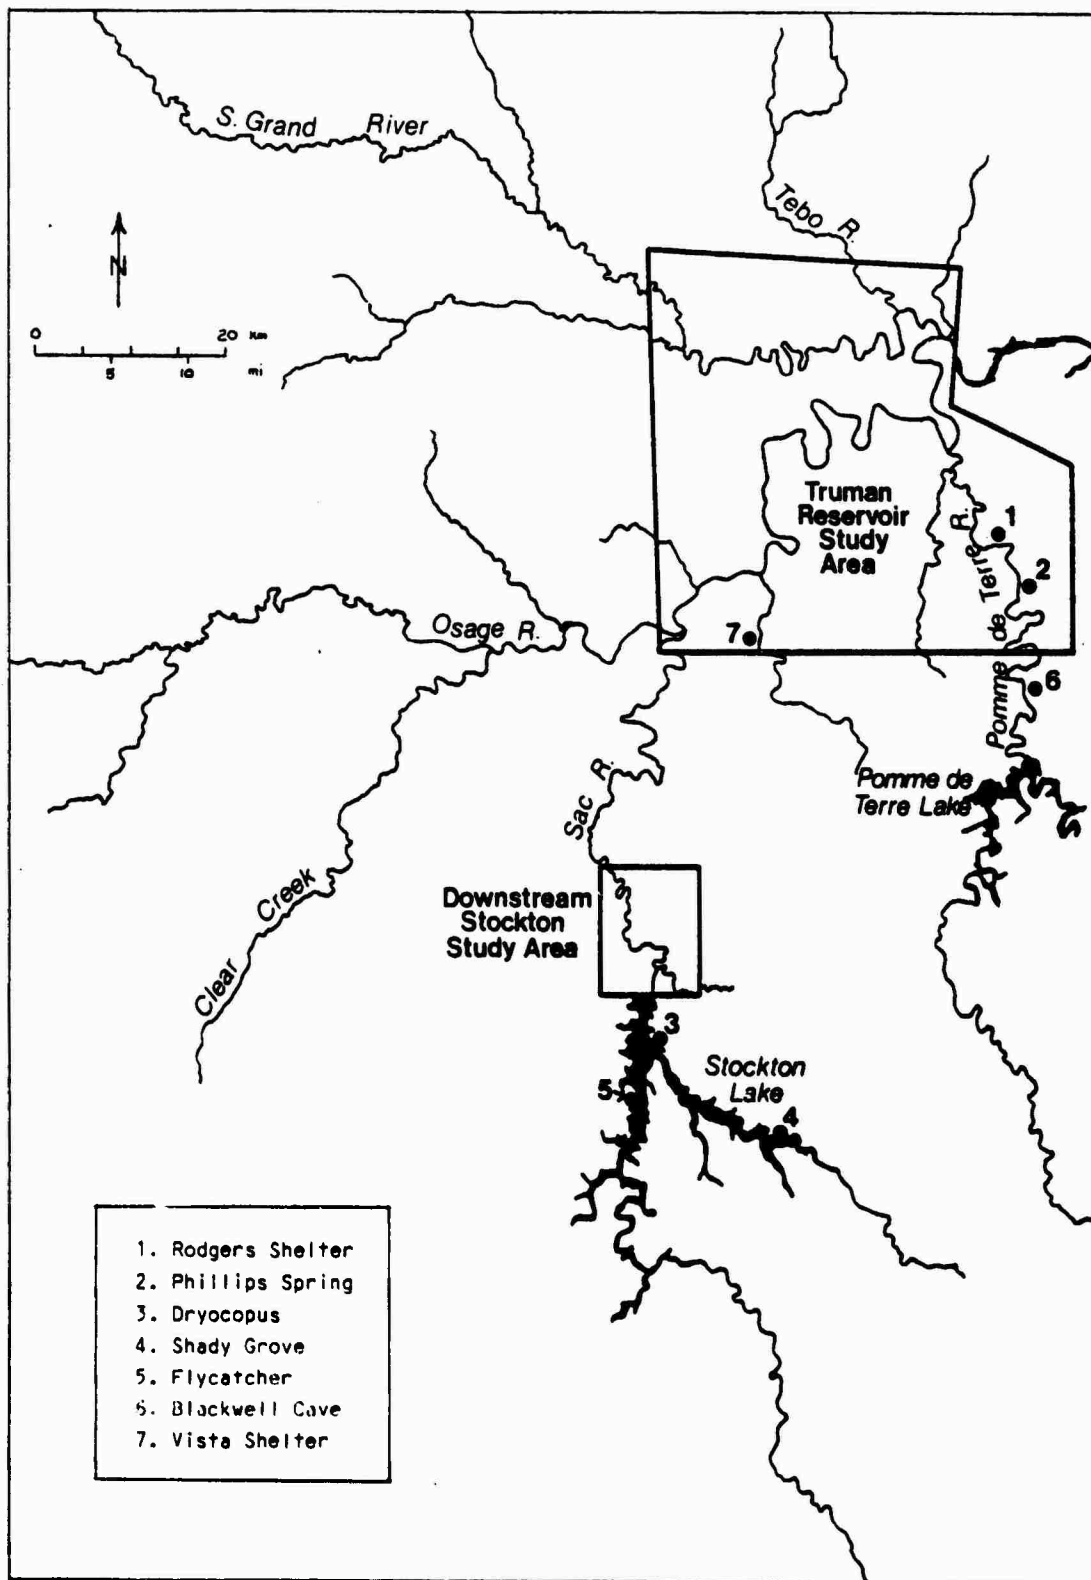 S. Grand River
Tebo R.
N
0 20 km
5 10 mi
Truman
Reservoir
Study
Area
1
2
Pomme de Terre R.
7
Osage R.
6
Pomme de
Terre Lake
Sac R.
Clear Creek
Downstream
Stockton
Study Area
3
Stockton
Lake
5
4
1. Rodgers Shelter
2. Phillips Spring
3. Dryocopus
4. Shady Grove
5. Flycatcher
6. Blackwell Cave
7. Vista Shelter